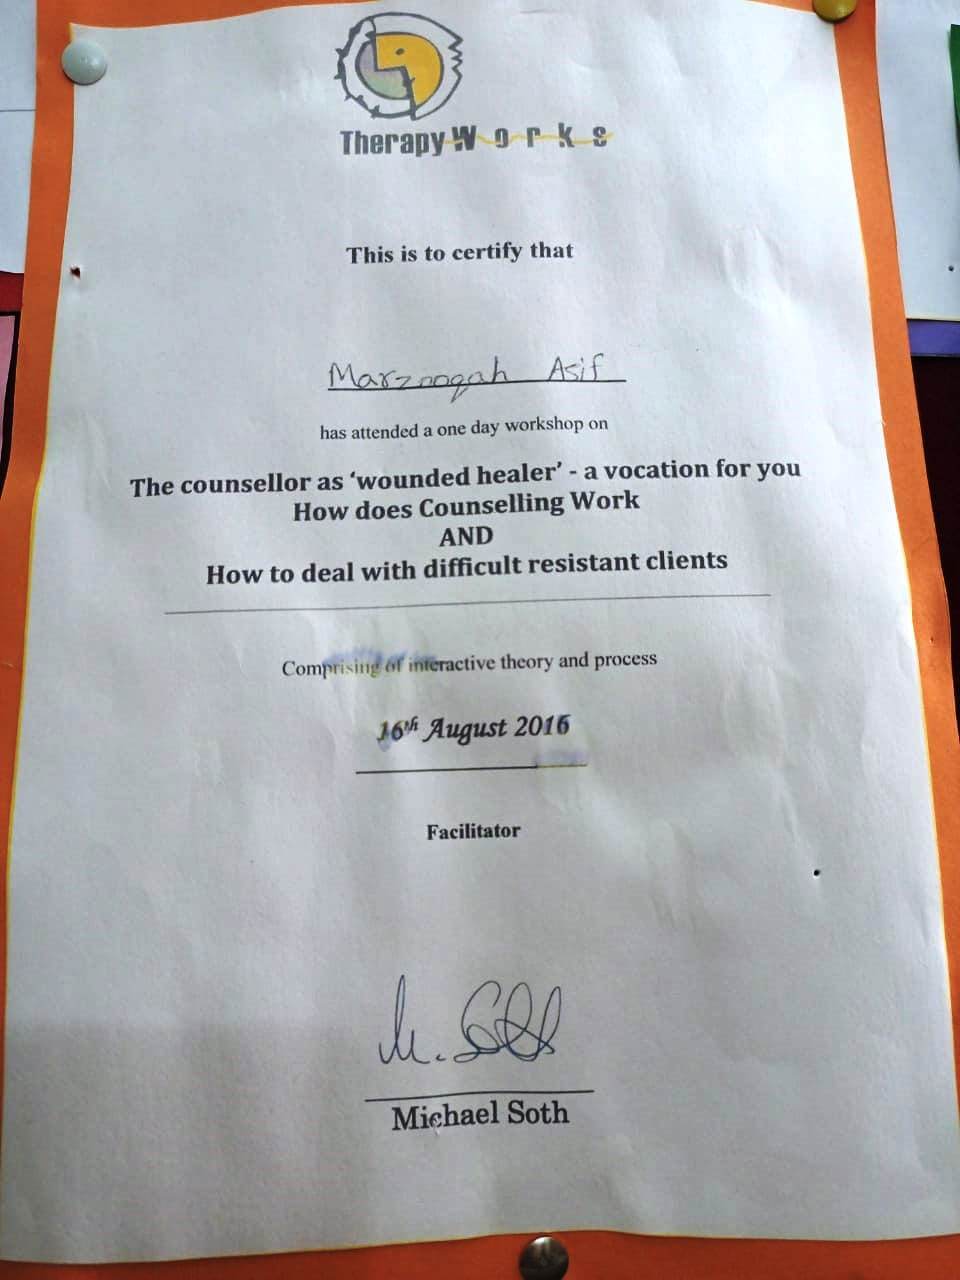 TherapyWorks
This is to certify that
Marzooqah Asif
has attended a one day workshop on
The counsellor as ‘wounded healer’ - a vocation for you
How does Counselling Work
AND
How to deal with difficult resistant clients
Comprising of interactive theory and process
16th August 2016
Facilitator
M. Soth
Michael Soth